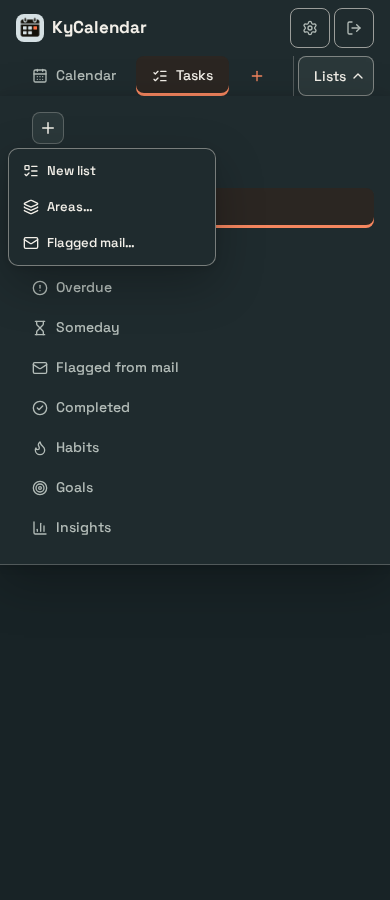 KyCalendar
Calendar
Tasks
+
Lists
+
New list
Areas...
Flagged mail...
Overdue
Someday
Flagged from mail
Completed
Habits
Goals
Insights